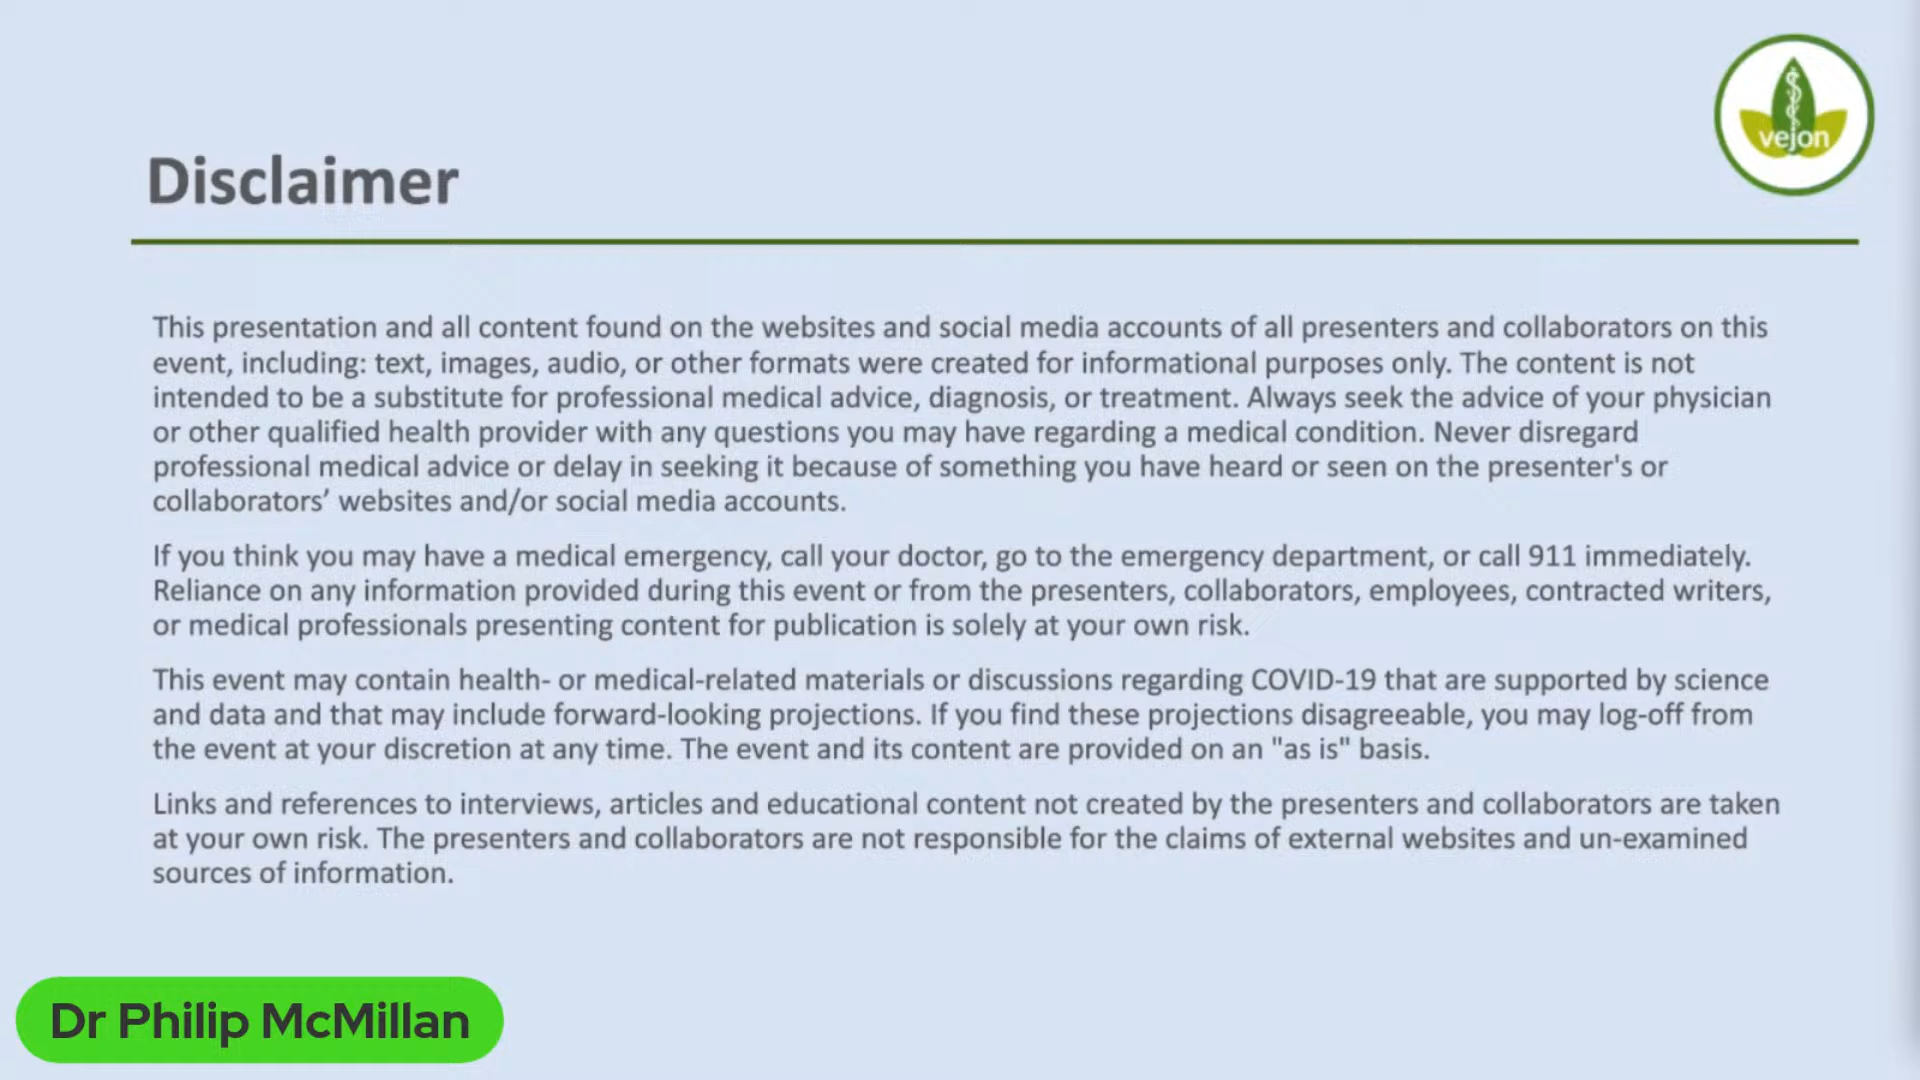 vejon
Disclaimer
This presentation and all content found on the websites and social media accounts of all presenters and collaborators on this
event, including: text, images, audio, or other formats were created for informational purposes only. The content is not
intended to be a substitute for professional medical advice, diagnosis, or treatment. Always seek the advice of your physician
or other qualified health provider with any questions you may have regarding a medical condition. Never disregard
professional medical advice or delay in seeking it because of something you have heard or seen on the presenter's or
collaborators’ websites and/or social media accounts.
If you think you may have a medical emergency, call your doctor, go to the emergency department, or call 911 immediately.
Reliance on any information provided during this event or from the presenters, collaborators, employees, contracted writers,
or medical professionals presenting content for publication is solely at your own risk.
This event may contain health- or medical-related materials or discussions regarding COVID-19 that are supported by science
and data and that may include forward-looking projections. If you find these projections disagreeable, you may log-off from
the event at your discretion at any time. The event and its content are provided on an "as is" basis.
Links and references to interviews, articles and educational content not created by the presenters and collaborators are taken
at your own risk. The presenters and collaborators are not responsible for the claims of external websites and un-examined
sources of information.
Dr Philip McMillan